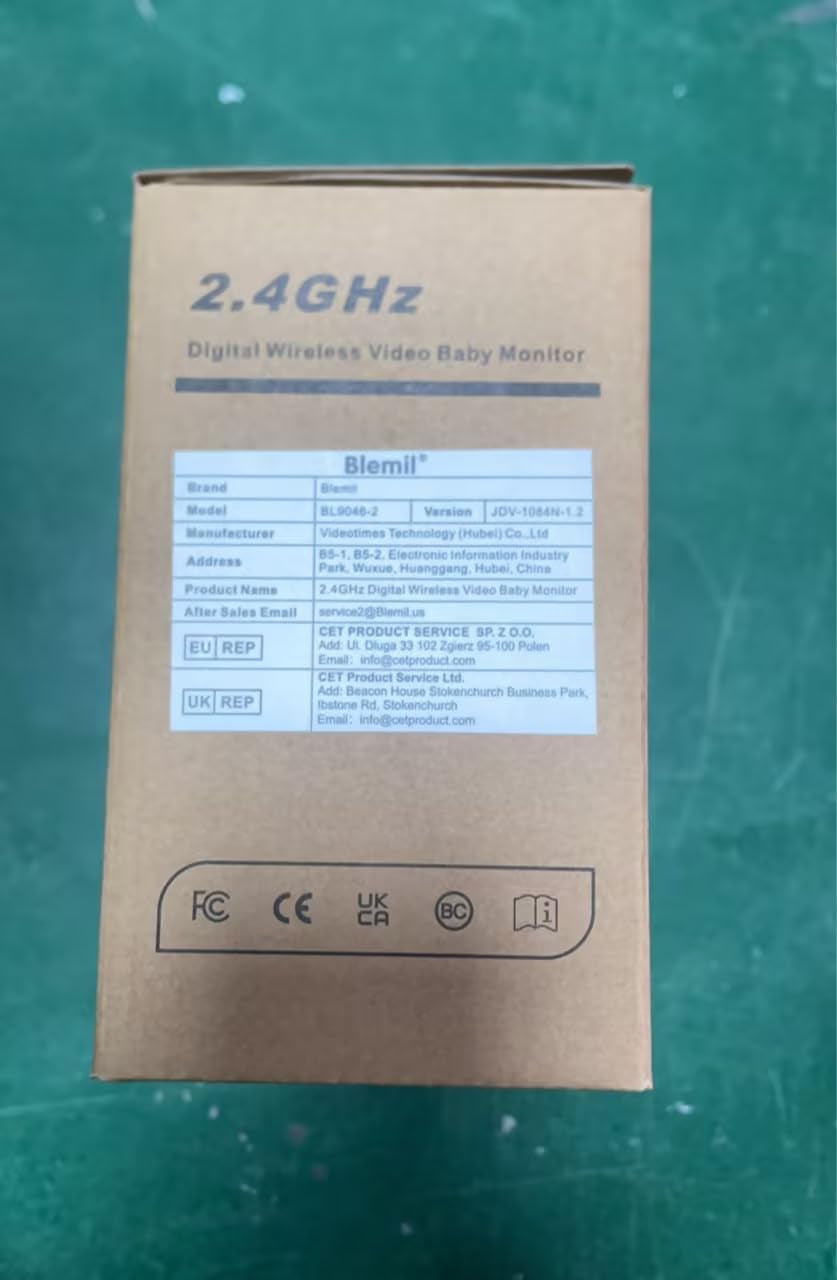 2.4GHz
Digital Wireless Video Baby Monitor
Blemil®
Brand Blemil
Model BL9046-2 Version JDV-1084N-1.2
Manufacturer Videotimes Technology (Hubei) Co.,Ltd
Address B5-1, B5-2, Electronic Information Industry
Park, Wuxue, Huanggang, Hubei, China
Product Name 2.4GHz Digital Wireless Video Baby Monitor
After Sales Email service2@Blemil.us
EU REP CET PRODUCT SERVICE SP. Z O.O.
Add: Ul. Dluga 33 102 Zgierz 95-100 Polen
Email: info@cetproduct.com
UK REP CET Product Service Ltd.
Add: Beacon House Stokenchurch Business Park,
Ibstone Rd, Stokenchurch
Email: info@cetproduct.com
FC CE UK CA BC i